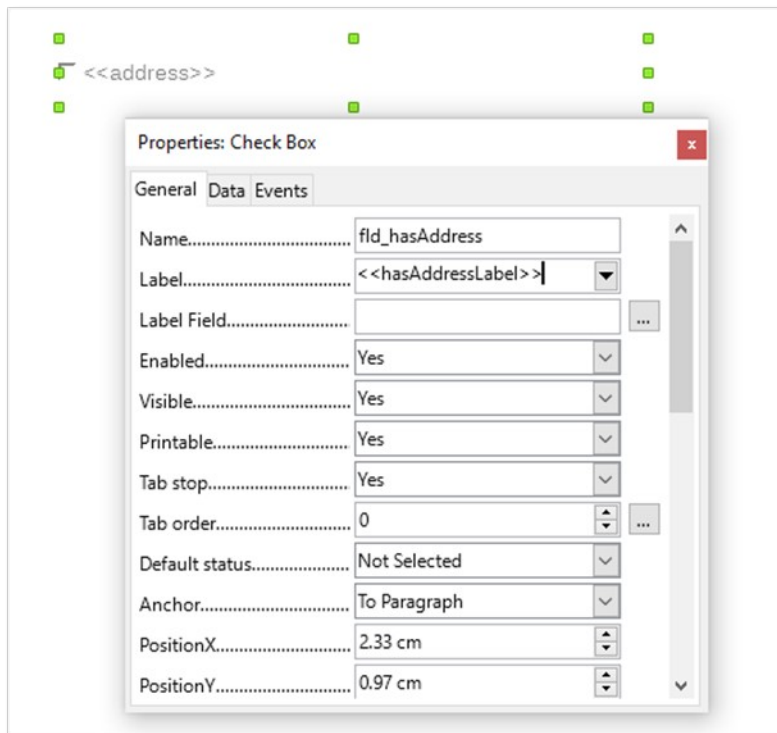 <<address>>
Properties: Check Box
x
General Data Events
Name.................................. fld_hasAddress
Label................................... <<hasAddressLabel>>
Label Field.......................... ...
Enabled............................... Yes
Visible................................. Yes
Printable............................. Yes
Tab stop.............................. Yes
Tab order............................ 0 ...
Default status.................... Not Selected
Anchor................................ To Paragraph
PositionX............................. 2.33 cm
PositionY............................. 0.97 cm